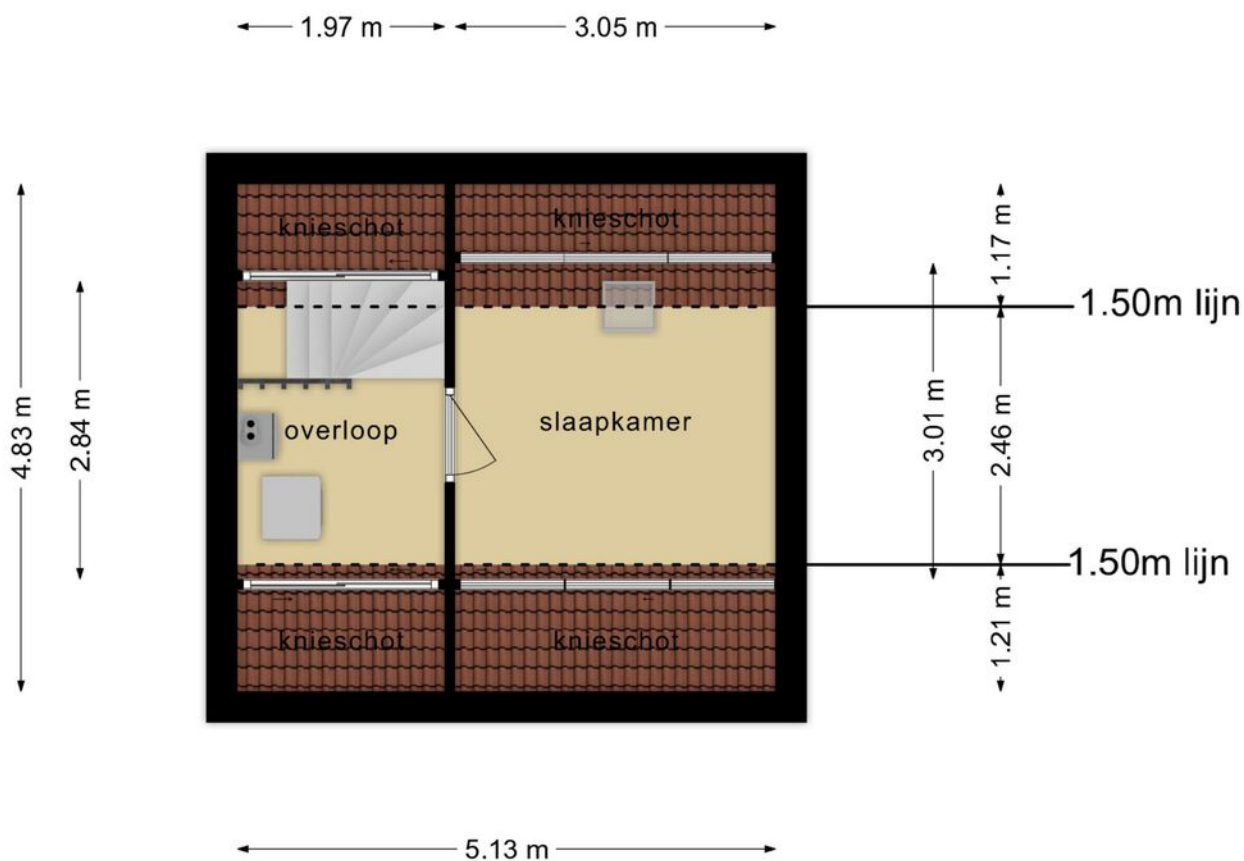 1.97 m
3.05 m
knieschot
knieschot
1.17 m
1.50m lijn
4.83 m
2.84 m
overloop
slaapkamer
3.01 m
2.46 m
1.50m lijn
knieschot
knieschot
1.21 m
5.13 m